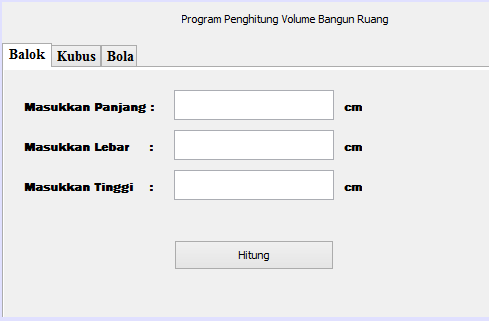 Program Penghitung Volume Bangun Ruang
Balok Kubus Bola
Masukkan Panjang : cm
Masukkan Lebar : cm
Masukkan Tinggi : cm
Hitung